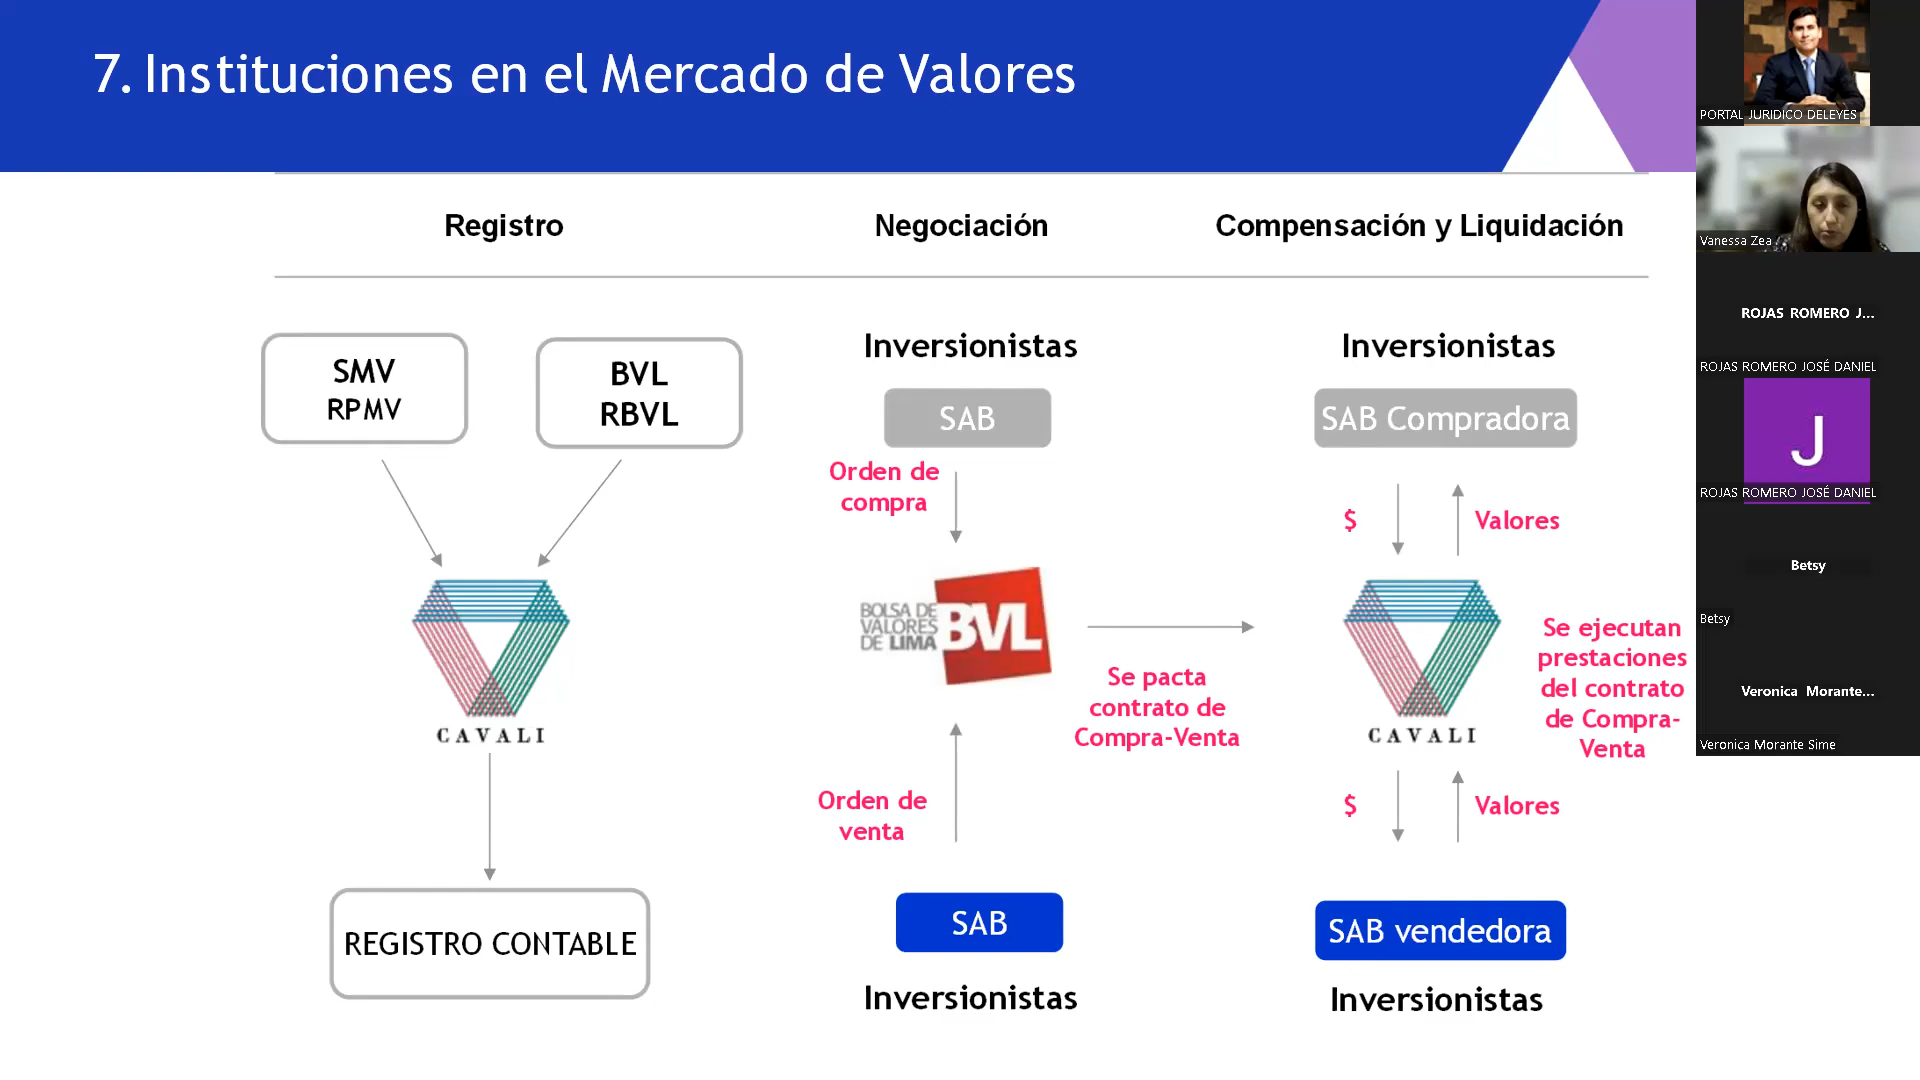 7. Instituciones en el Mercado de Valores
Registro
Negociación
Compensación y Liquidación
SMV
RPMV
BVL
RBVL
CAVALI
REGISTRO CONTABLE
Inversionistas
SAB
Orden de
compra
BOLSA DE
VALORES
DE LIMA
BVL
Se pacta
contrato de
Compra-Venta
Orden de
venta
SAB
Inversionistas
Inversionistas
SAB Compradora
$
Valores
CAVALI
Se ejecutan
prestaciones
del contrato
de Compra-
Venta
$
Valores
SAB vendedora
Inversionistas
PORTAL JURIDICO DELEYES
Vanessa Zea
ROJAS ROMERO J...
ROJAS ROMERO JOSÉ DANIEL
J
ROJAS ROMERO JOSÉ DANIEL
Betsy
Betsy
Veronica Morante...
Veronica Morante Sime